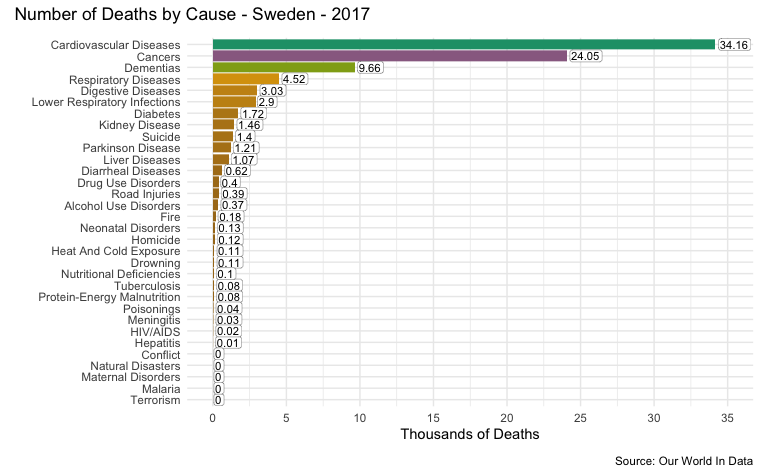 Number of Deaths by Cause - Sweden - 2017
Cardiovascular Diseases 34.16
Cancers 24.05
Dementias 9.66
Respiratory Diseases 4.52
Digestive Diseases 3.03
Lower Respiratory Infections 2.9
Diabetes 1.72
Kidney Disease 1.46
Suicide 1.4
Parkinson Disease 1.21
Liver Diseases 1.07
Diarrheal Diseases 0.62
Drug Use Disorders 0.4
Road Injuries 0.39
Alcohol Use Disorders 0.37
Fire 0.18
Neonatal Disorders 0.13
Homicide 0.12
Heat And Cold Exposure 0.11
Drowning 0.11
Nutritional Deficiencies 0.1
Tuberculosis 0.08
Protein-Energy Malnutrition 0.08
Poisonings 0.04
Meningitis 0.03
HIV/AIDS 0.02
Hepatitis 0.01
Conflict 0
Natural Disasters 0
Maternal Disorders 0
Malaria 0
Terrorism 0
0 5 10 15 20 25 30 35
Thousands of Deaths
Source: Our World In Data